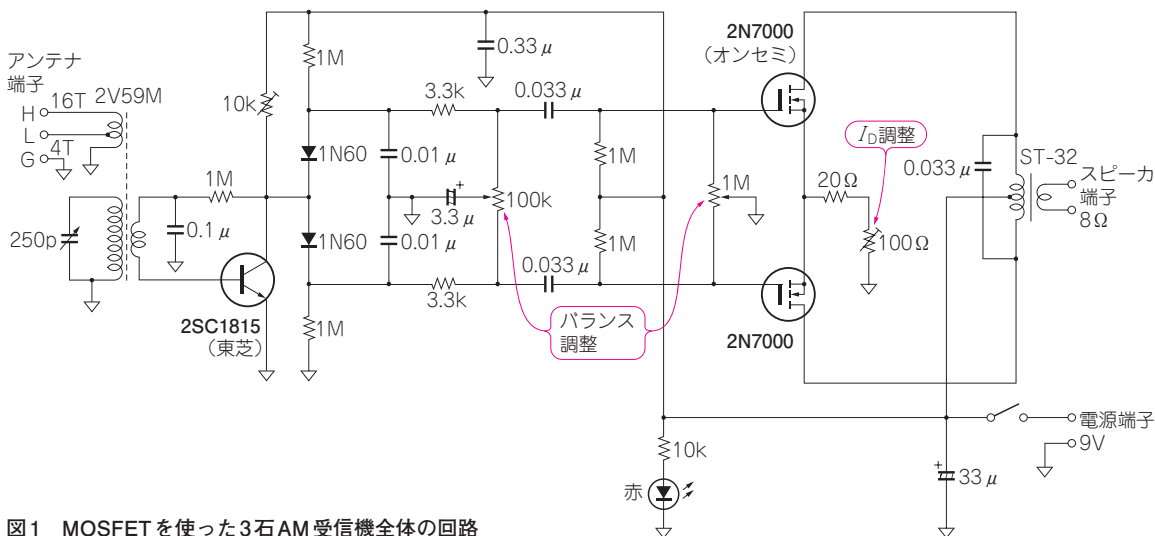 アンテナ
端子
H
16T
2V59M
L
4T
G
250p
1M
0.1μ
10k
2SC1815
(東芝)
1M
1N60
1N60
1M
0.01μ
0.01μ
3.3μ
+
3.3k
3.3k
0.33μ
100k
0.033μ
0.033μ
バランス
調整
1M
1M
1M
2N7000
(オンセミ)
2N7000
ID調整
20Ω
100Ω
0.033μ
ST-32
スピーカ
端子
8Ω
10k
赤
+
33μ
電源端子
9V
図1 MOSFETを使った3石AM受信機全体の回路